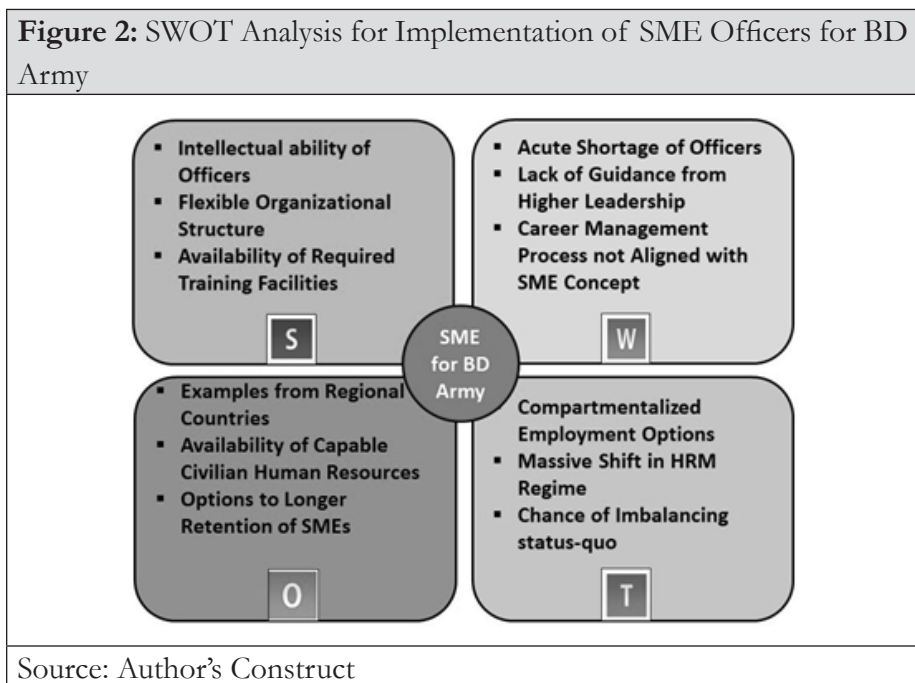 Figure 2: SWOT Analysis for Implementation of SME Officers for BD
Army
▪ Intellectual ability of
Officers
▪ Flexible Organizational
Structure
▪ Availability of Required
Training Facilities
S
▪ Acute Shortage of Officers
▪ Lack of Guidance from
Higher Leadership
▪ Career Management
Process not Aligned with
SME Concept
W
SME
for BD
Army
▪ Examples from Regional
Countries
▪ Availability of Capable
Civilian Human Resources
▪ Options to Longer
Retention of SMEs
O
Compartmentalized
Employment Options
▪ Massive Shift in HRM
Regime
▪ Chance of Imbalancing
status-quo
T
Source: Author's Construct